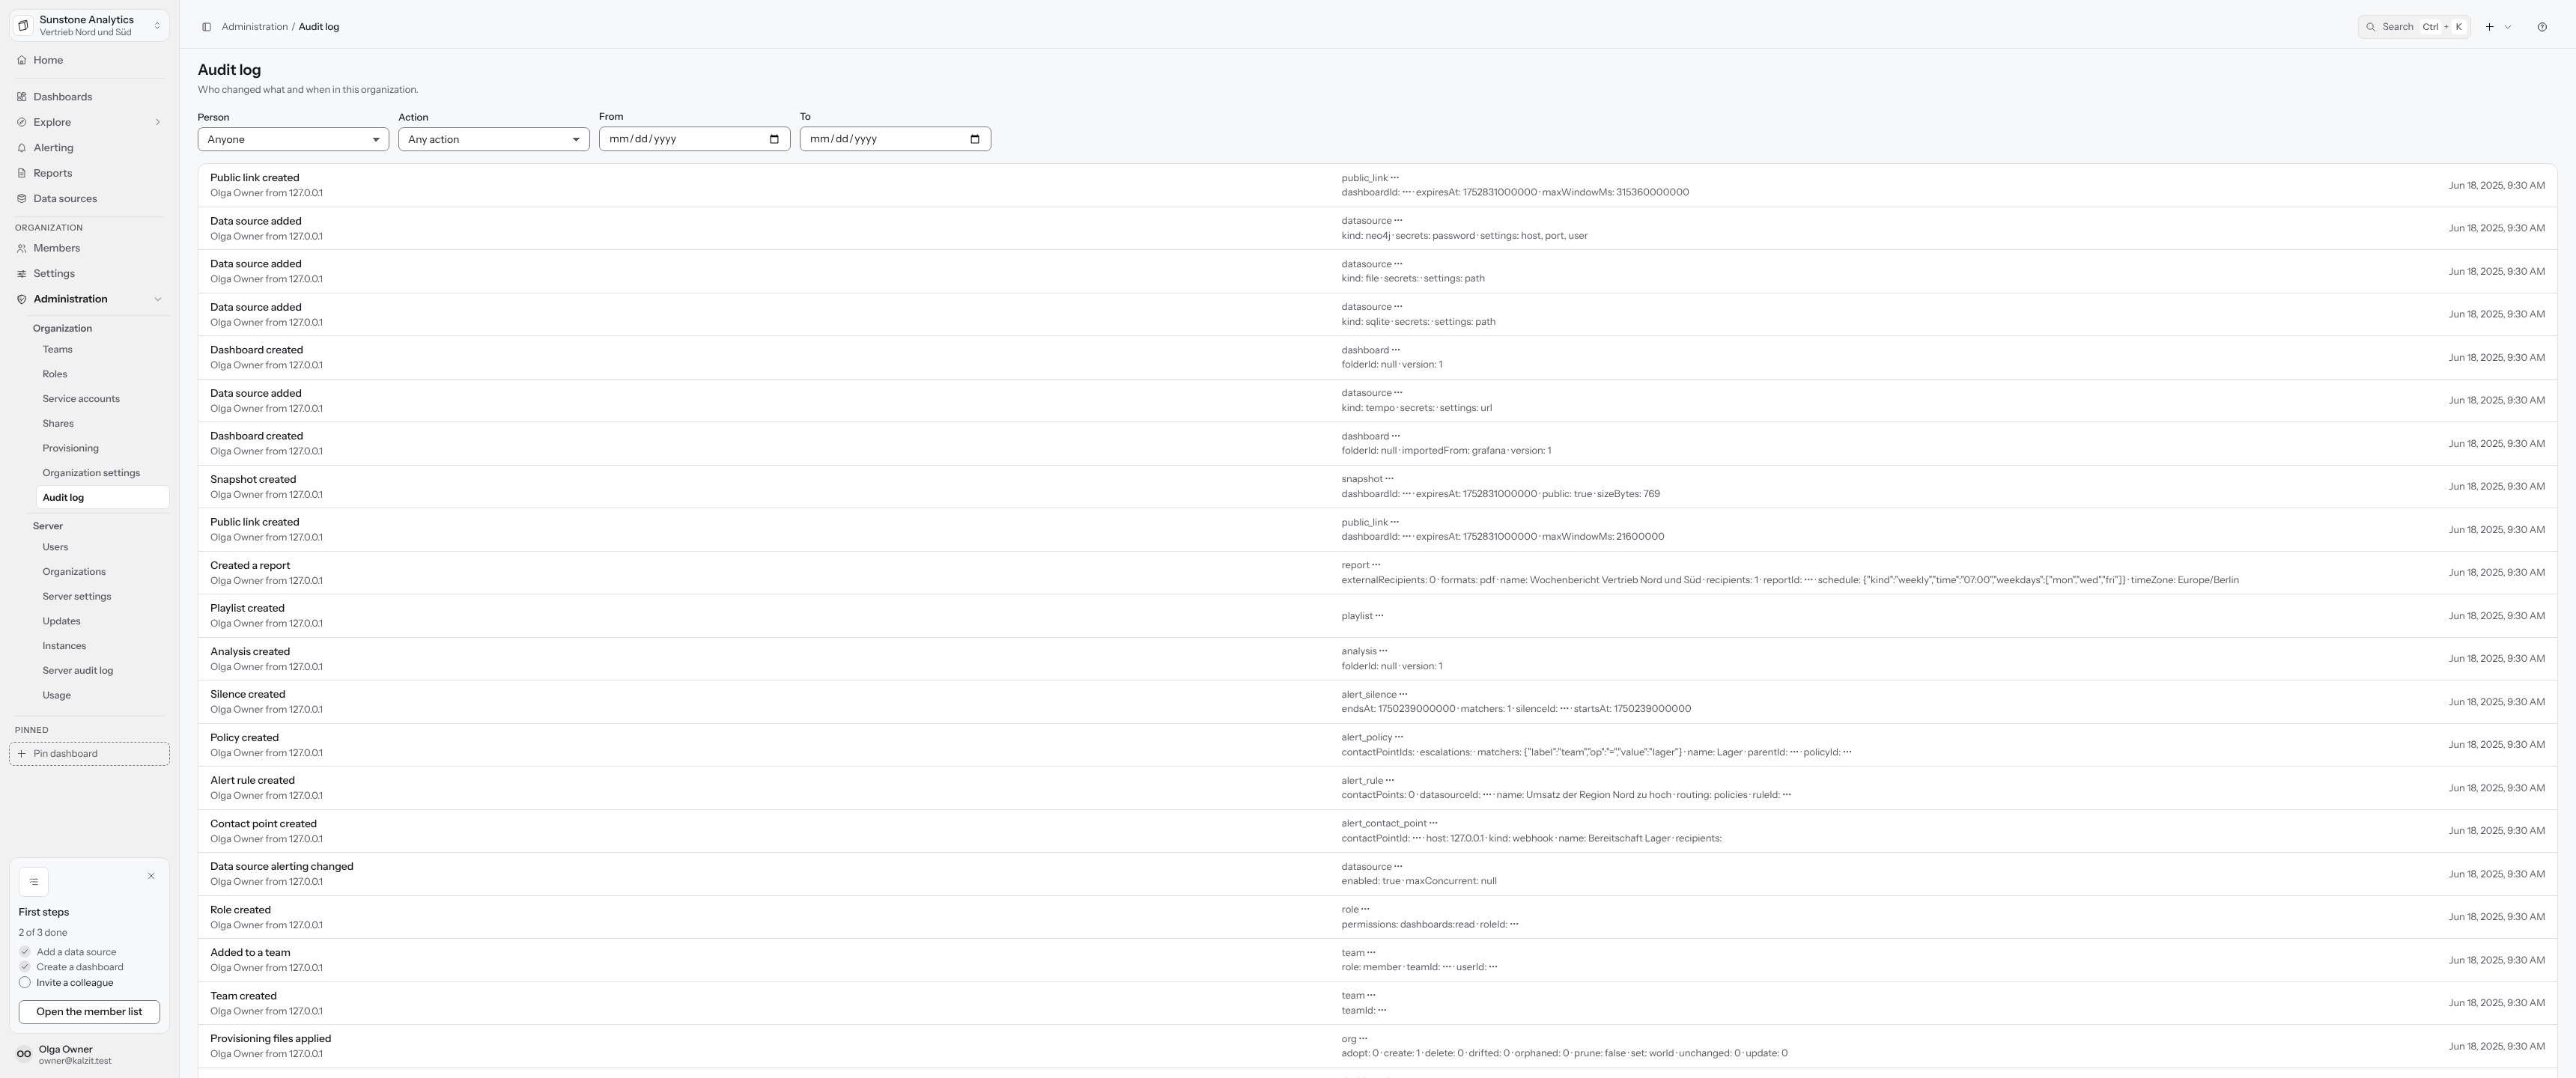 Sunstone Analytics
Vertrieb Nord und Süd
Home
Dashboards
Explore
Alerting
Reports
Data sources
ORGANIZATION
Members
Settings
Administration
Organization
Teams
Roles
Service accounts
Shares
Provisioning
Organization settings
Audit log
Server
Users
Organizations
Server settings
Updates
Instances
Server audit log
Usage
PINNED
Pin dashboard
First steps
2 of 3 done
Add a data source
Create a dashboard
Invite a colleague
Open the member list
OO Olga Owner
owner@kalzit.test
Administration / Audit log
Search Ctrl + K
Audit log
Who changed what and when in this organization.
Person Action From To
Anyone Any action mm/dd/yyyy mm/dd/yyyy
Public link created
Olga Owner from 127.0.0.1
public_link ···
dashboardId: ··· · expiresAt: 1752831000000 · maxWindowMs: 315360000000
Jun 18, 2025, 9:30 AM
Data source added
Olga Owner from 127.0.0.1
datasource ···
kind: neo4j · secrets: password · settings: host, port, user
Jun 18, 2025, 9:30 AM
Data source added
Olga Owner from 127.0.0.1
datasource ···
kind: file · secrets: · settings: path
Jun 18, 2025, 9:30 AM
Data source added
Olga Owner from 127.0.0.1
datasource ···
kind: sqlite · secrets: · settings: path
Jun 18, 2025, 9:30 AM
Dashboard created
Olga Owner from 127.0.0.1
dashboard ···
folderId: null · version: 1
Jun 18, 2025, 9:30 AM
Data source added
Olga Owner from 127.0.0.1
datasource ···
kind: tempo · secrets: · settings: url
Jun 18, 2025, 9:30 AM
Dashboard created
Olga Owner from 127.0.0.1
dashboard ···
folderId: null · importedFrom: grafana · version: 1
Jun 18, 2025, 9:30 AM
Snapshot created
Olga Owner from 127.0.0.1
snapshot ···
dashboardId: ··· · expiresAt: 1752831000000 · public: true · sizeBytes: 769
Jun 18, 2025, 9:30 AM
Public link created
Olga Owner from 127.0.0.1
public_link ···
dashboardId: ··· · expiresAt: 1752831000000 · maxWindowMs: 21600000
Jun 18, 2025, 9:30 AM
Created a report
Olga Owner from 127.0.0.1
report ···
externalRecipients: 0 · formats: pdf · name: Wochenbericht Vertrieb Nord und Süd · recipients: 1 · reportId: ··· · schedule: {"kind":"weekly","time":"07:00","weekdays":["mon","wed","fri"]} · timeZone: Europe/Berlin
Jun 18, 2025, 9:30 AM
Playlist created
Olga Owner from 127.0.0.1
playlist ···
Jun 18, 2025, 9:30 AM
Analysis created
Olga Owner from 127.0.0.1
analysis ···
folderId: null · version: 1
Jun 18, 2025, 9:30 AM
Silence created
Olga Owner from 127.0.0.1
alert_silence ···
endsAt: 1750239000000 · matchers: 1 · silenceId: ··· · startsAt: 1750239000000
Jun 18, 2025, 9:30 AM
Policy created
Olga Owner from 127.0.0.1
alert_policy ···
contactPointIds: · escalations: · matchers: {"label":"team","op":"=","value":"lager"} · name: Lager · parentId: ··· · policyId: ···
Jun 18, 2025, 9:30 AM
Alert rule created
Olga Owner from 127.0.0.1
alert_rule ···
contactPoints: 0 · datasourceId: ··· · name: Umsatz der Region Nord zu hoch · routing: policies · ruleId: ···
Jun 18, 2025, 9:30 AM
Contact point created
Olga Owner from 127.0.0.1
alert_contact_point ···
contactPointId: ··· · host: 127.0.0.1 · kind: webhook · name: Bereitschaft Lager · recipients:
Jun 18, 2025, 9:30 AM
Data source alerting changed
Olga Owner from 127.0.0.1
datasource ···
enabled: true · maxConcurrent: null
Jun 18, 2025, 9:30 AM
Role created
Olga Owner from 127.0.0.1
role ···
permissions: dashboards:read · roleId: ···
Jun 18, 2025, 9:30 AM
Added to a team
Olga Owner from 127.0.0.1
team ···
role: member · teamId: ··· · userId: ···
Jun 18, 2025, 9:30 AM
Team created
Olga Owner from 127.0.0.1
team ···
teamId: ···
Jun 18, 2025, 9:30 AM
Provisioning files applied
Olga Owner from 127.0.0.1
org ···
adopt: 0 · create: 1 · delete: 0 · drifted: 0 · orphaned: 0 · prune: false · set: world · unchanged: 0 · update: 0
Jun 18, 2025, 9:30 AM